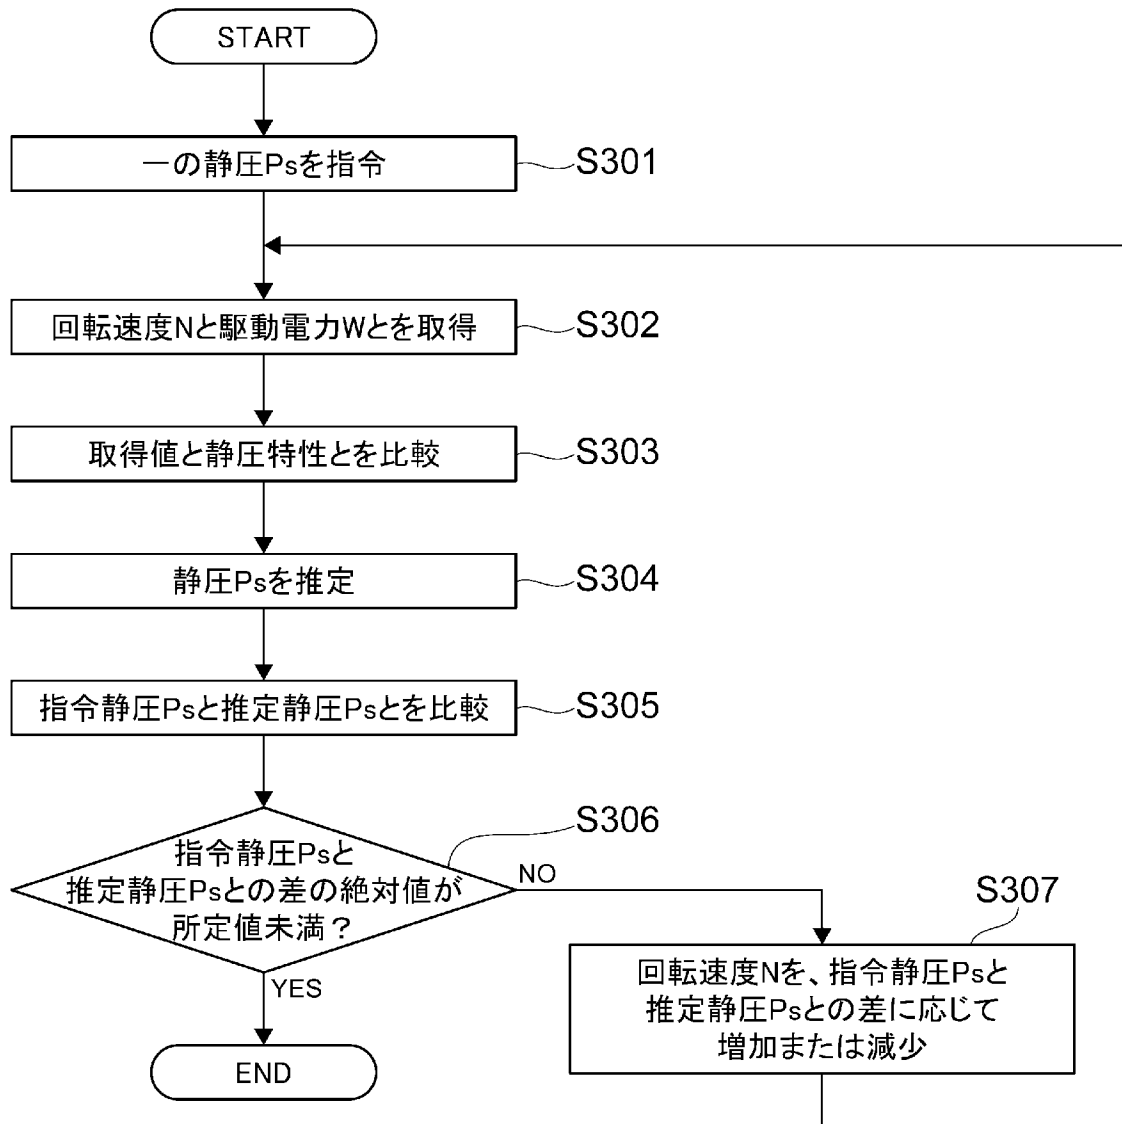 START
一の静圧Psを指令
S301
回転速度Nと駆動電力Wとを取得
S302
取得値と静圧特性とを比較
S303
静圧Psを推定
S304
指令静圧Psと推定静圧Psとを比較
S305
指令静圧Psと
推定静圧Psとの差の絶対値が
所定値未満？
S306
NO
YES
S307
回転速度Nを、指令静圧Psと
推定静圧Psとの差に応じて
増加または減少
END